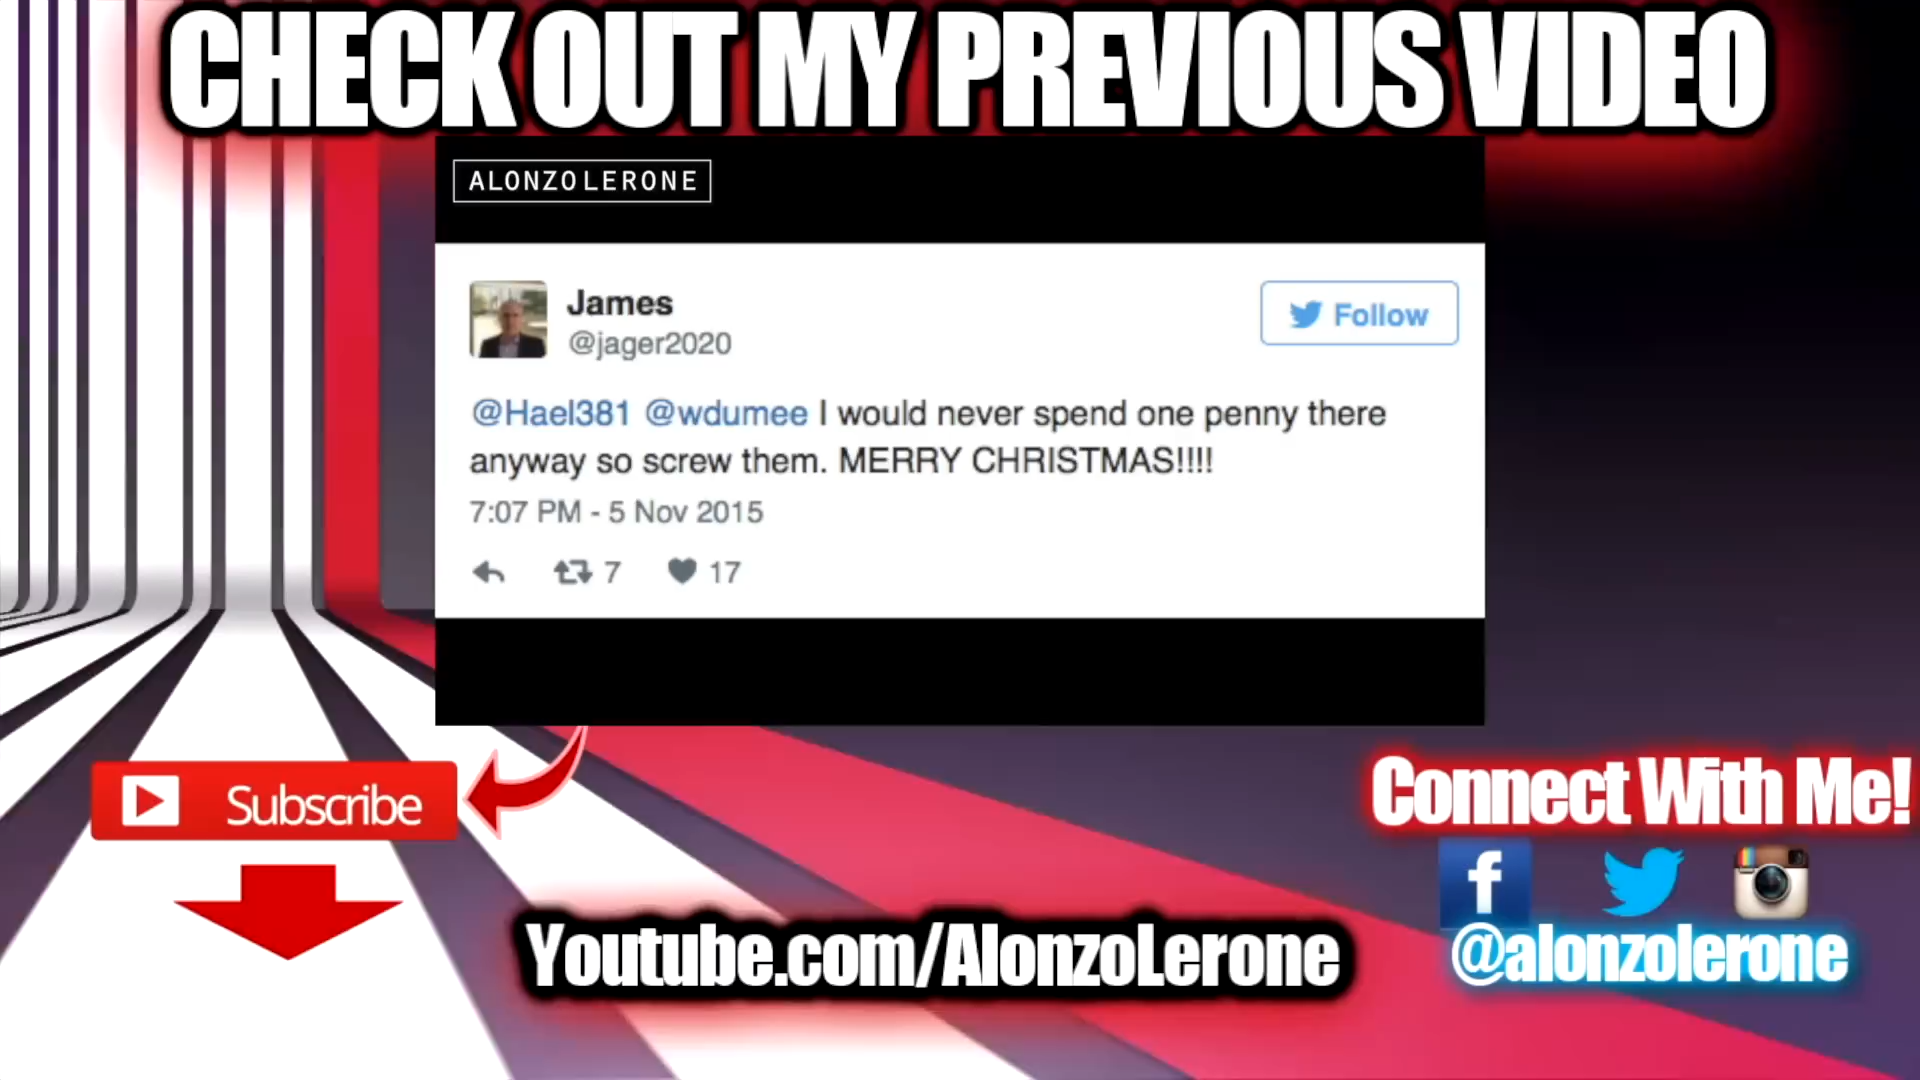 CHECK OUT MY PREVIOUS VIDEO
ALONZOLERONE
James
@jager2020
Follow
@Hael381 @wdumee I would never spend one penny there
anyway so screw them. MERRY CHRISTMAS!!!!
7:07 PM - 5 Nov 2015
7 17
Subscribe
Connect With Me!
f
@alonzolerone
Youtube.com/AlonzoLerone